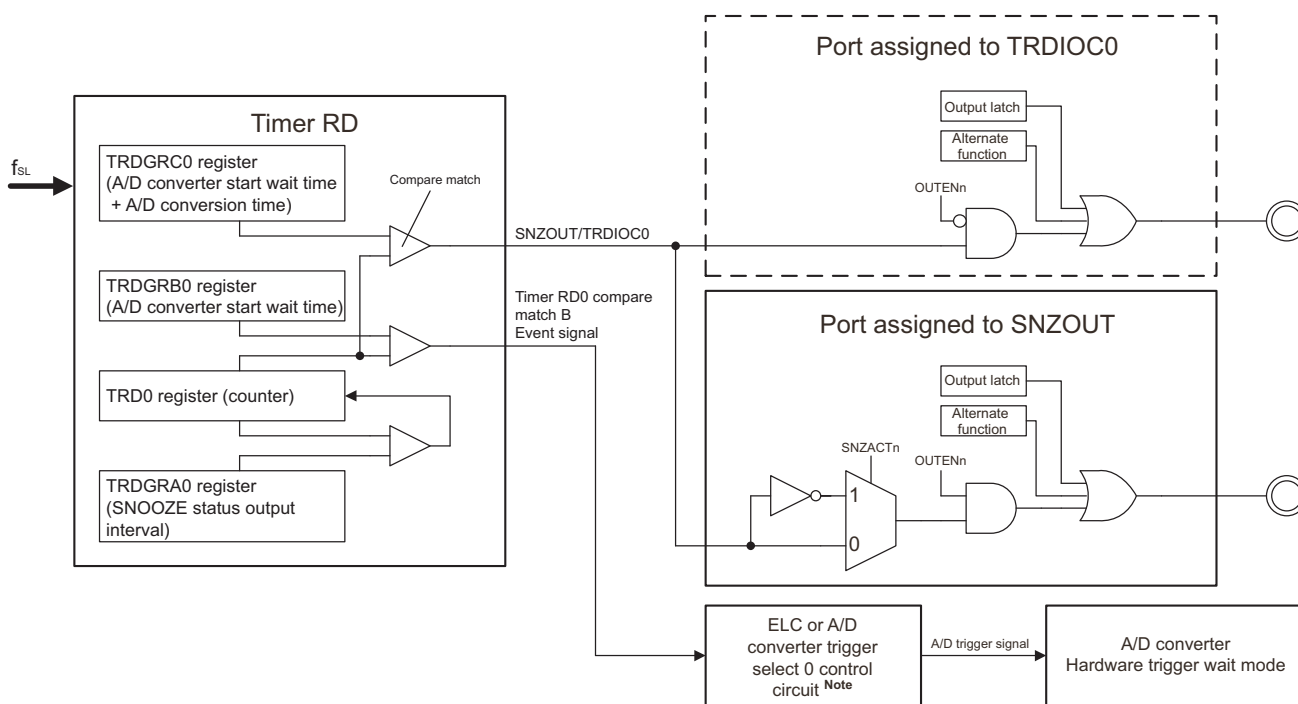 Port assigned to TRDIOC0
Output latch
Alternate
function
OUTENn
Timer RD
fSL
TRDGRC0 register
(A/D converter start wait time
+ A/D conversion time)
Compare match
SNZOUT/TRDIOC0
TRDGRB0 register
(A/D converter start wait time)
Timer RD0 compare
match B
Event signal
TRD0 register (counter)
TRDGRA0 register
(SNOOZE status output
interval)
Port assigned to SNZOUT
Output latch
Alternate
function
SNZACTn
OUTENn
1
0
ELC or A/D
converter trigger
select 0 control
circuit Note
A/D trigger signal
A/D converter
Hardware trigger wait mode